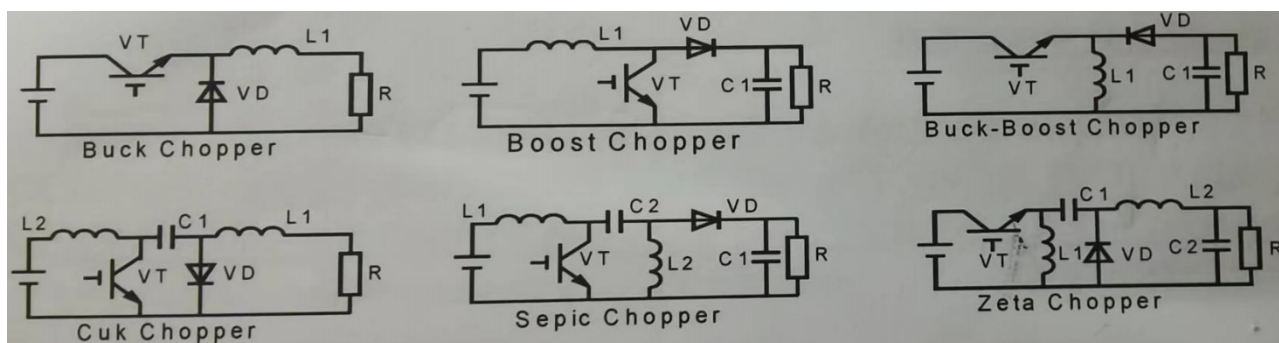 VT L1
VD R
Buck Chopper
L1 VD
VT C1 R
Boost Chopper
VD
VT L1 C1 R
Buck-Boost Chopper
L2 C1 L1
VT VD R
Cuk Chopper
L1 C2 VD
VT L2 C1 R
Sepic Chopper
C1 L2
VT L1 VD C2 R
Zeta Chopper